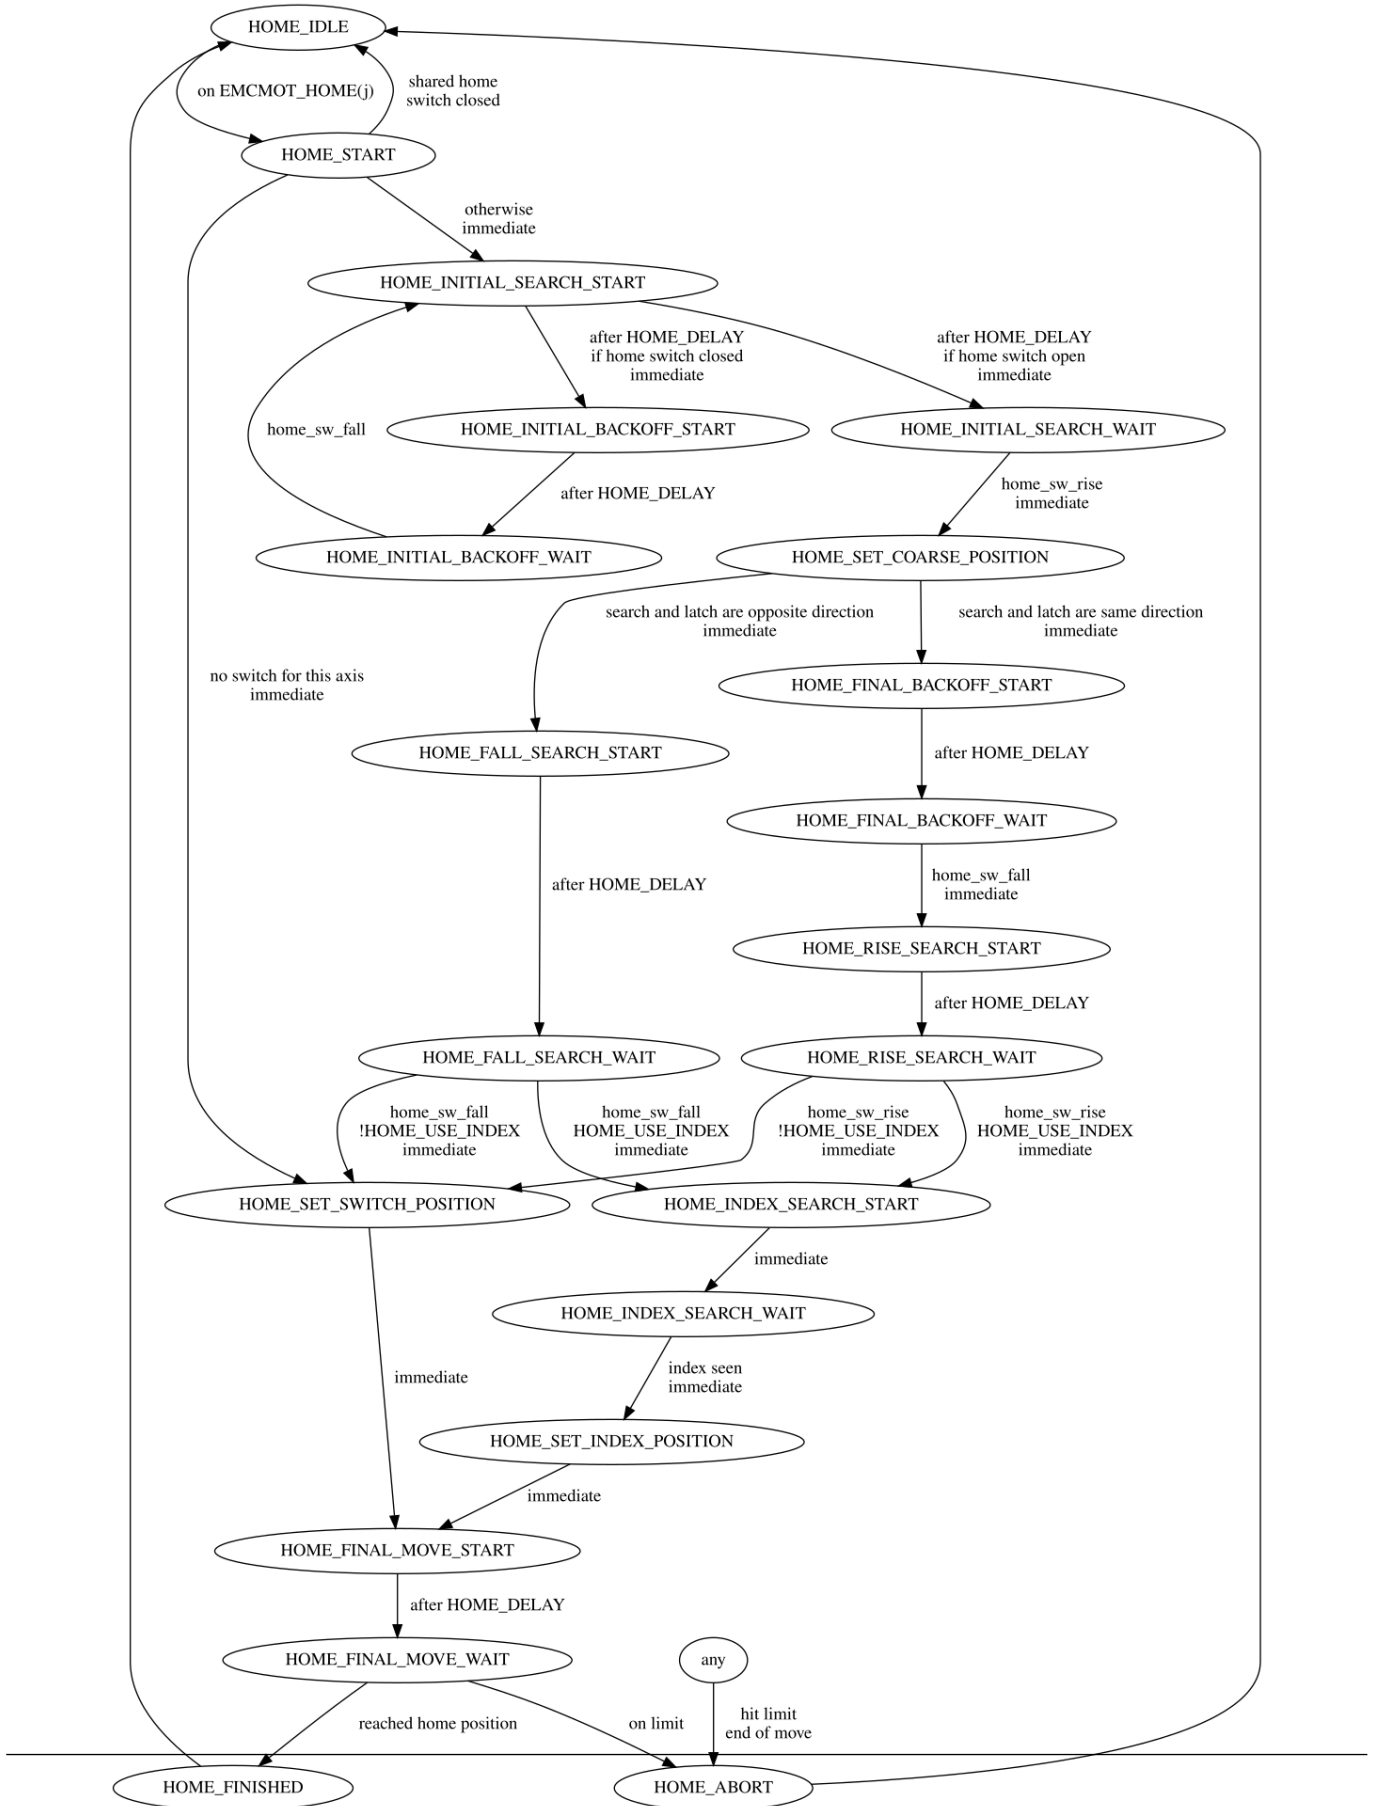 HOME_IDLE
on EMCMOT_HOME(j)
shared home
switch closed
HOME_START
otherwise
immediate
HOME_INITIAL_SEARCH_START
after HOME_DELAY
if home switch closed
immediate
after HOME_DELAY
if home switch open
immediate
home_sw_fall
HOME_INITIAL_BACKOFF_START
HOME_INITIAL_SEARCH_WAIT
after HOME_DELAY
home_sw_rise
immediate
HOME_INITIAL_BACKOFF_WAIT
HOME_SET_COARSE_POSITION
search and latch are opposite direction
immediate
search and latch are same direction
immediate
no switch for this axis
immediate
HOME_FINAL_BACKOFF_START
HOME_FALL_SEARCH_START
after HOME_DELAY
HOME_FINAL_BACKOFF_WAIT
after HOME_DELAY
home_sw_fall
immediate
HOME_RISE_SEARCH_START
after HOME_DELAY
HOME_FALL_SEARCH_WAIT
HOME_RISE_SEARCH_WAIT
home_sw_fall
!HOME_USE_INDEX
immediate
home_sw_fall
HOME_USE_INDEX
immediate
home_sw_rise
!HOME_USE_INDEX
immediate
home_sw_rise
HOME_USE_INDEX
immediate
HOME_SET_SWITCH_POSITION
HOME_INDEX_SEARCH_START
immediate
HOME_INDEX_SEARCH_WAIT
immediate
index seen
immediate
HOME_SET_INDEX_POSITION
immediate
HOME_FINAL_MOVE_START
after HOME_DELAY
HOME_FINAL_MOVE_WAIT
any
reached home position
on limit
hit limit
end of move
HOME_FINISHED
HOME_ABORT